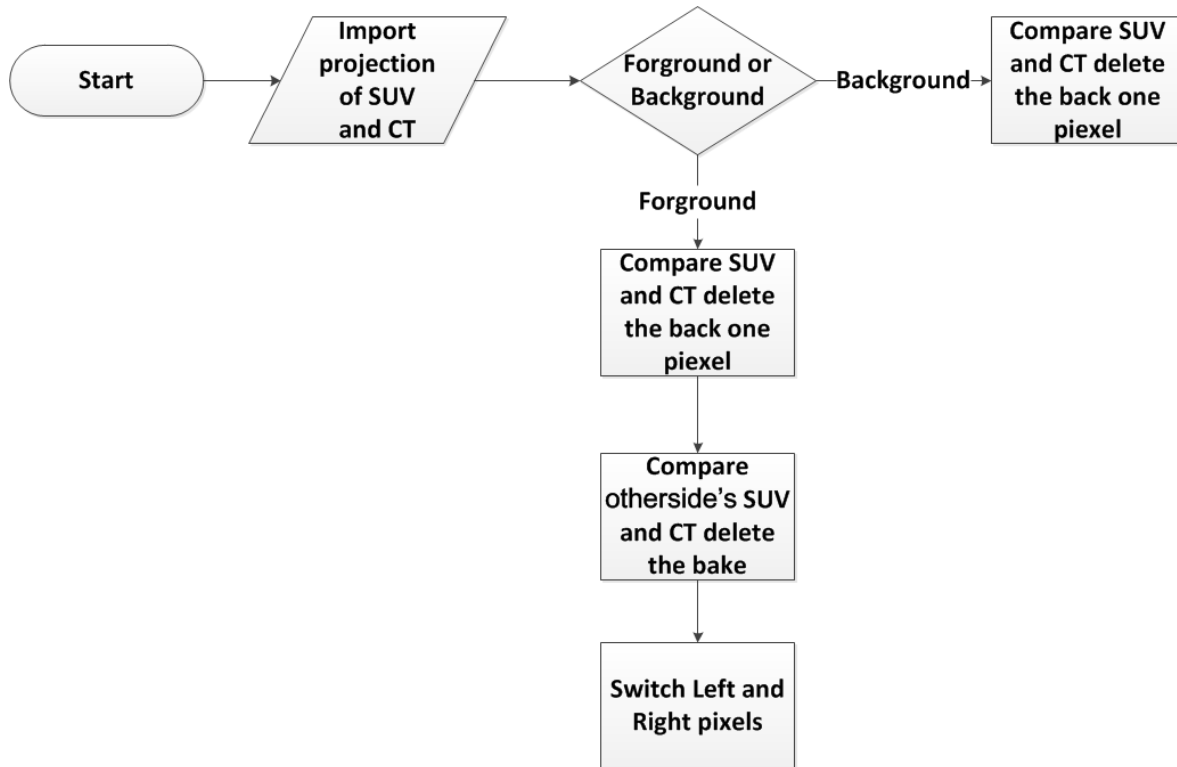 Start
Import
projection
of SUV
and CT
Forground or
Background
Background
Compare SUV
and CT delete
the back one
piexel
Forground
Compare SUV
and CT delete
the back one
piexel
Compare
otherside's SUV
and CT delete
the bake
Switch Left and
Right pixels